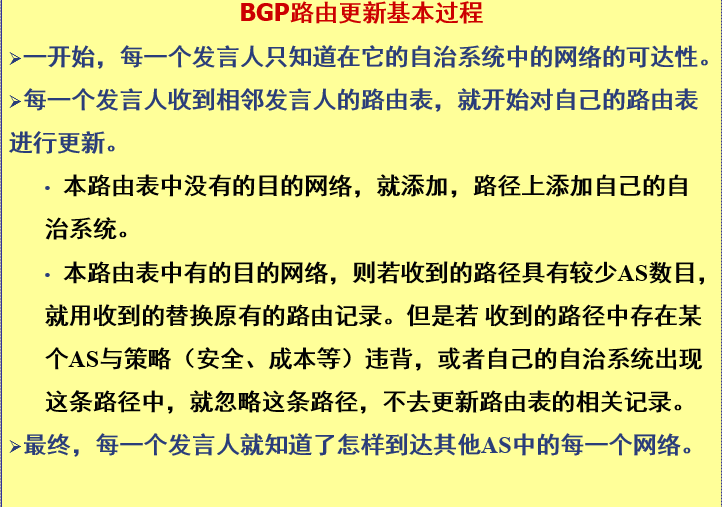 BGP路由更新基本过程
➢一开始，每一个发言人只知道在它的自治系统中的网络的可达性。
➢每一个发言人收到相邻发言人的路由表，就开始对自己的路由表
进行更新。
• 本路由表中没有的目的网络，就添加，路径上添加自己的自
治系统。
• 本路由表中有的目的网络，则若收到的路径具有较少AS数目，
就用收到的替换原有的路由记录。但是若 收到的路径中存在某
个AS与策略（安全、成本等）违背，或者自己的自治系统出现
这条路径中，就忽略这条路径，不去更新路由表的相关记录。
➢最终，每一个发言人就知道了怎样到达其他AS中的每一个网络。